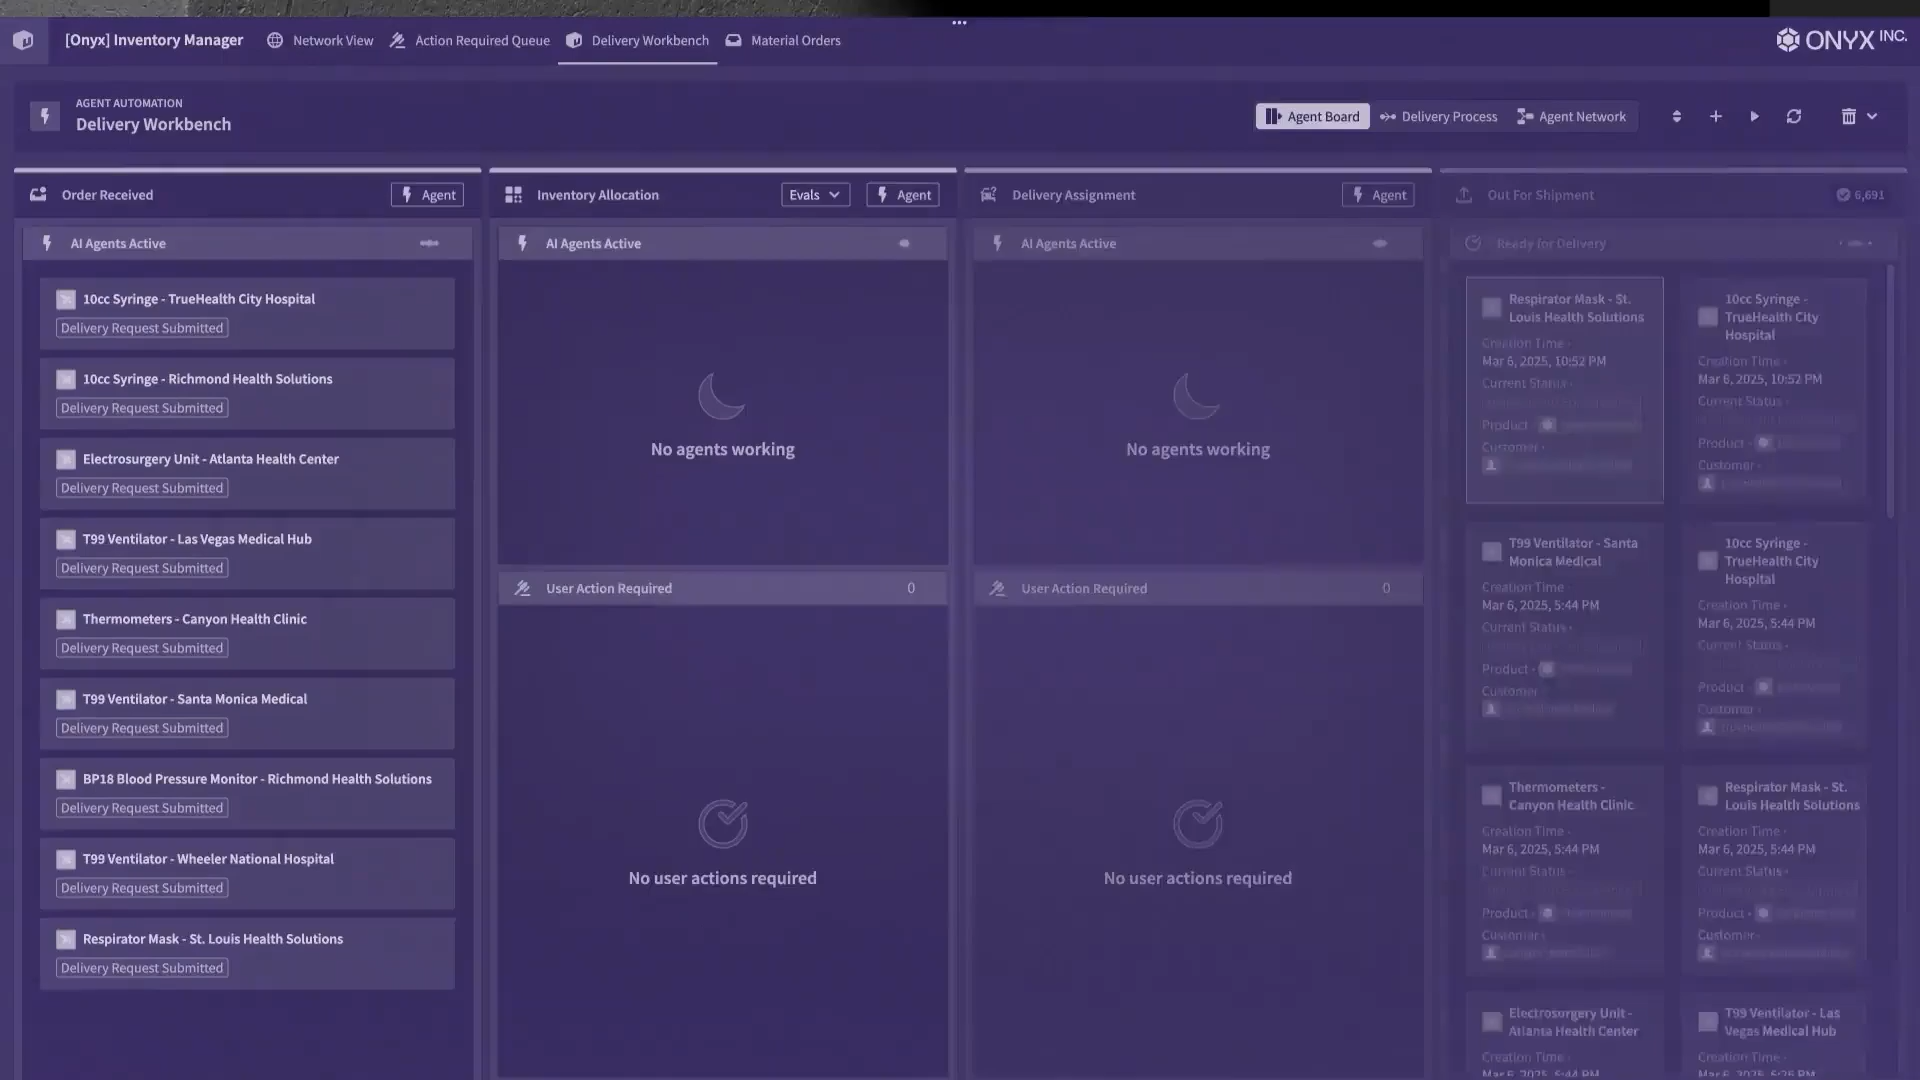 [Onyx] Inventory Manager
Network View
Action Required Queue
Delivery Workbench
Material Orders
ONYX INC.
AGENT AUTOMATION
Delivery Workbench
Agent Board
Delivery Process
Agent Network
Order Received
Agent
AI Agents Active
10cc Syringe - TrueHealth City Hospital
Delivery Request Submitted
10cc Syringe - Richmond Health Solutions
Delivery Request Submitted
Electrosurgery Unit - Atlanta Health Center
Delivery Request Submitted
T99 Ventilator - Las Vegas Medical Hub
Delivery Request Submitted
Thermometers - Canyon Health Clinic
Delivery Request Submitted
T99 Ventilator - Santa Monica Medical
Delivery Request Submitted
BP18 Blood Pressure Monitor - Richmond Health Solutions
Delivery Request Submitted
T99 Ventilator - Wheeler National Hospital
Delivery Request Submitted
Respirator Mask - St. Louis Health Solutions
Delivery Request Submitted
Inventory Allocation
Evals
Agent
AI Agents Active
No agents working
User Action Required
0
No user actions required
Delivery Assignment
Agent
AI Agents Active
No agents working
User Action Required
0
No user actions required
Out For Shipment
6,691
Ready for Delivery
Respirator Mask - St.
Louis Health Solutions
Creation Time
Mar 6, 2025, 10:52 PM
Current Status
Product
Customer
10cc Syringe -
TrueHealth City
Hospital
Creation Time
Mar 6, 2025, 10:52 PM
Current Status
Product
Customer
T99 Ventilator - Santa
Monica Medical
Creation Time
Mar 6, 2025, 5:44 PM
Current Status
Product
Customer
10cc Syringe -
TrueHealth City
Hospital
Creation Time
Mar 6, 2025, 5:44 PM
Current Status
Product
Customer
Thermometers -
Canyon Health Clinic
Creation Time
Mar 6, 2025, 5:44 PM
Current Status
Product
Customer
Respirator Mask - St.
Louis Health Solutions
Creation Time
Mar 6, 2025, 5:44 PM
Current Status
Product
Customer
Electrosurgery Unit -
Atlanta Health Center
Creation Time
Mar 6, 2025, 5:44 PM
T99 Ventilator - Las
Vegas Medical Hub
Creation Time